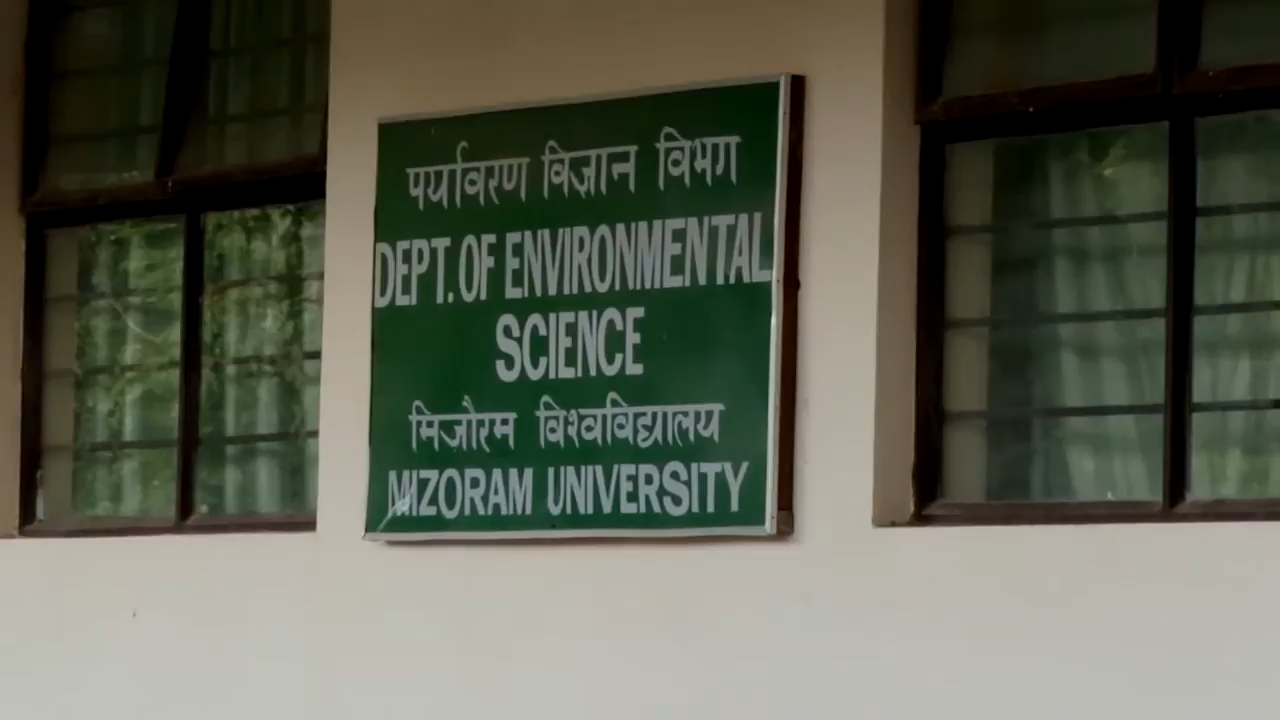 पर्यावरण विज्ञान विभग
DEPT. OF ENVIRONMENTAL
SCIENCE
मिज़ौरम विश्वविद्यालय
MIZORAM UNIVERSITY